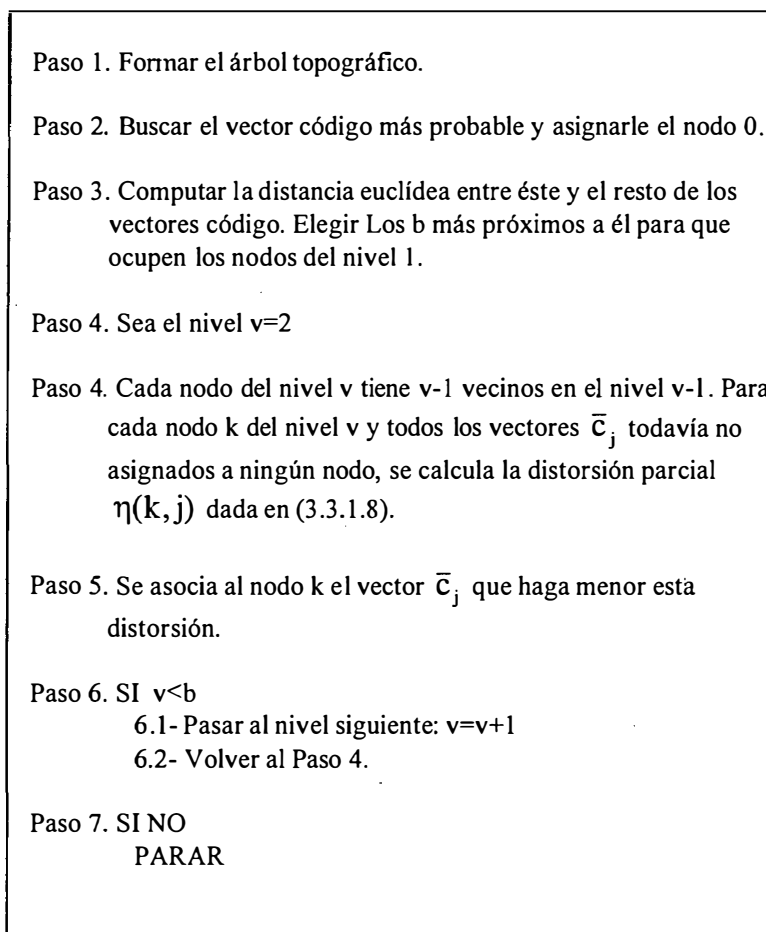 Paso 1. Formar el árbol topográfico.
Paso 2. Buscar el vector código más probable y asignarle el nodo 0.
Paso 3. Computar la distancia euclídea entre éste y el resto de los
vectores código. Elegir Los b más próximos a él para que
ocupen los nodos del nivel 1.
Paso 4. Sea el nivel v=2
Paso 4. Cada nodo del nivel v tiene v-1 vecinos en el nivel v-1. Para
cada nodo k del nivel v y todos los vectores c̄_j todavía no
asignados a ningún nodo, se calcula la distorsión parcial
η(k,j) dada en (3.3.1.8).
Paso 5. Se asocia al nodo k el vector c̄_j que haga menor esta
distorsión.
Paso 6. SI v<b
6.1- Pasar al nivel siguiente: v=v+1
6.2- Volver al Paso 4.
Paso 7. SI NO
PARAR